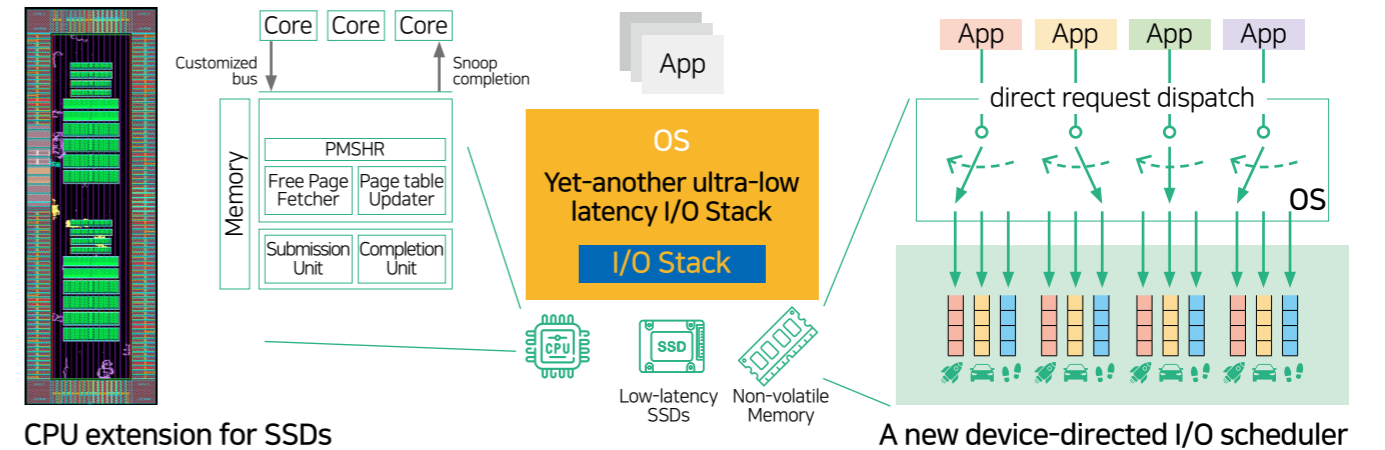 Core Core Core
Customized
bus
Snoop
completion
Memory
PMSHR
Free Page
Fetcher
Page table
Updater
Submission
Unit
Completion
Unit
CPU extension for SSDs
App
OS
Yet-another ultra-low
latency I/O Stack
I/O Stack
CPU
SSD
Low-latency
SSDs
Non-volatile
Memory
App App App App
direct request dispatch
OS
A new device-directed I/O scheduler